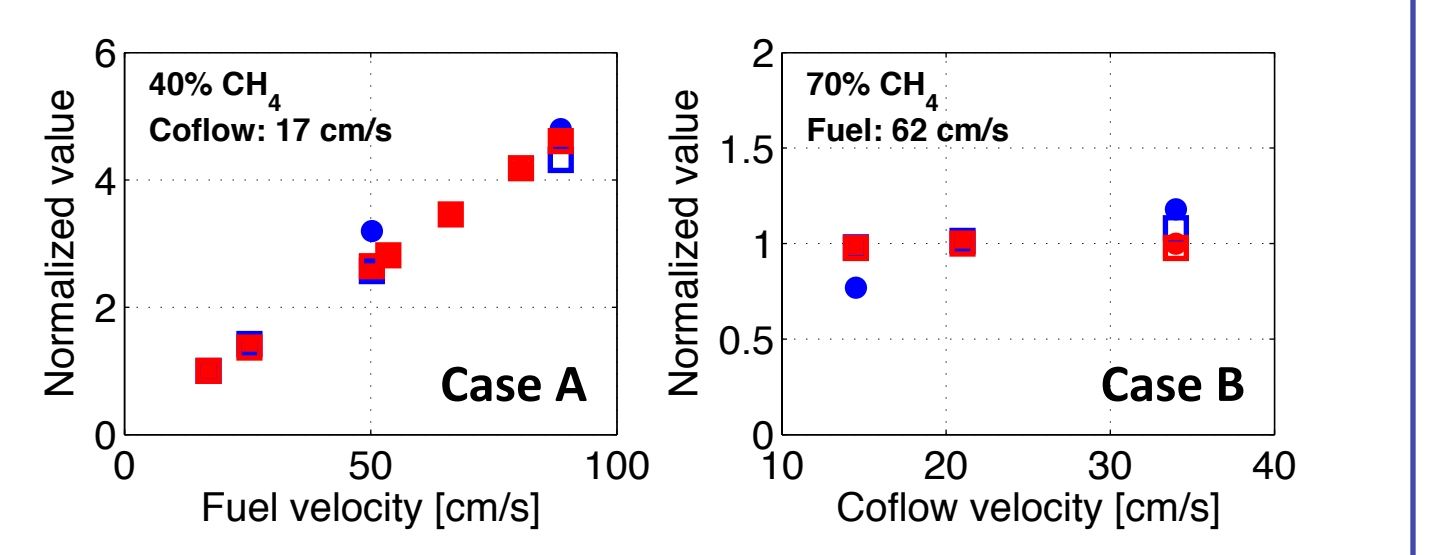 6
4
2
0
Normalized value
40% CH4
Coflow: 17 cm/s
Case A
0 50 100
Fuel velocity [cm/s]
2
1.5
1
0.5
0
Normalized value
70% CH4
Fuel: 62 cm/s
Case B
10 20 30 40
Coflow velocity [cm/s]